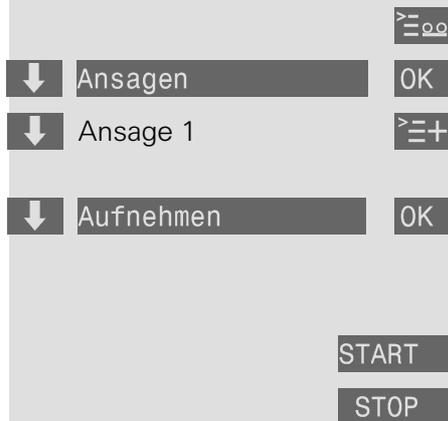 Ansagen OK
Ansage 1
Aufnehmen OK
START
STOP